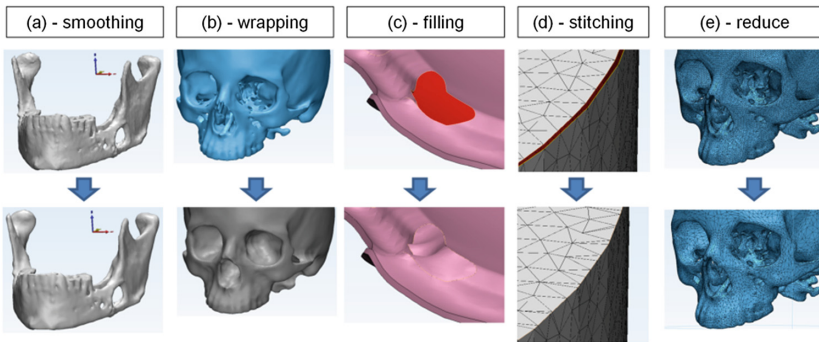 (a) - smoothing
(b) - wrapping
(c) - filling
(d) - stitching
(e) - reduce